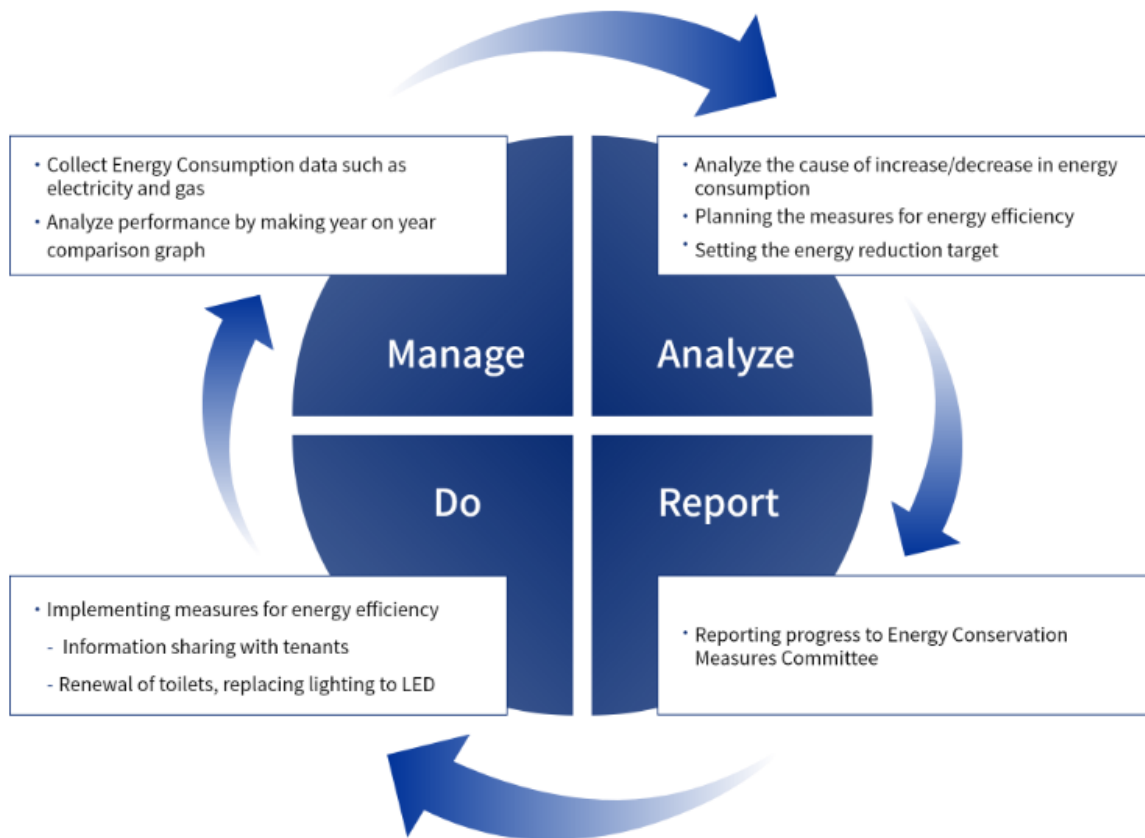 • Collect Energy Consumption data such as
electricity and gas
• Analyze performance by making year on year
comparison graph
• Analyze the cause of increase/decrease in energy
consumption
• Planning the measures for energy efficiency
• Setting the energy reduction target
Manage
Analyze
Do
Report
• Implementing measures for energy efficiency
- Information sharing with tenants
- Renewal of toilets, replacing lighting to LED
• Reporting progress to Energy Conservation
Measures Committee